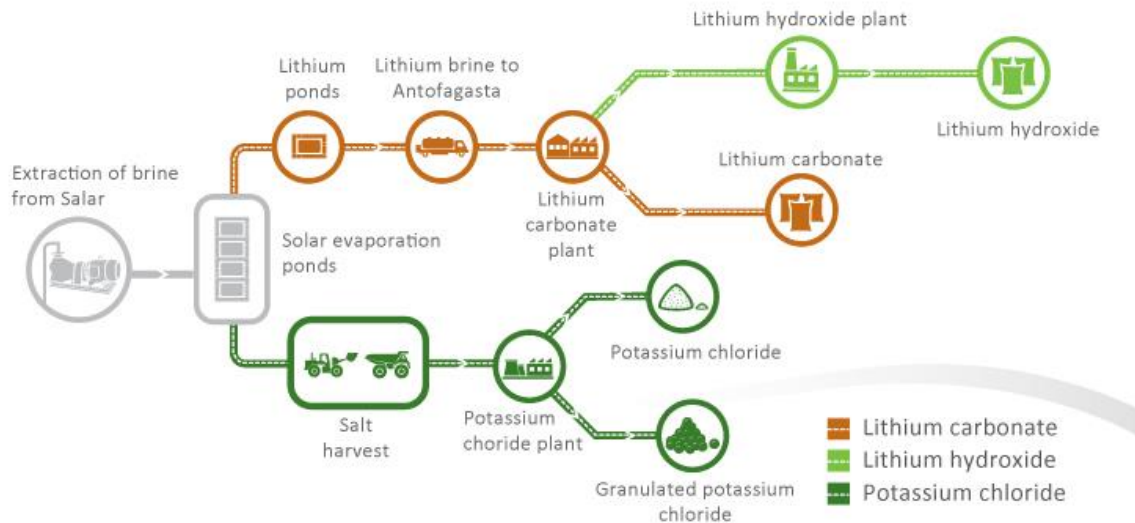 Lithium hydroxide plant
Lithium
ponds
Lithium brine to
Antofagasta
Lithium hydroxide
Lithium carbonate
Extraction of brine
from Salar
Lithium
carbonate
plant
Solar evaporation
ponds
Potassium chloride
Salt
harvest
Potassium
choride plant
Granulated potassium
chloride
Lithium carbonate
Lithium hydroxide
Potassium chloride